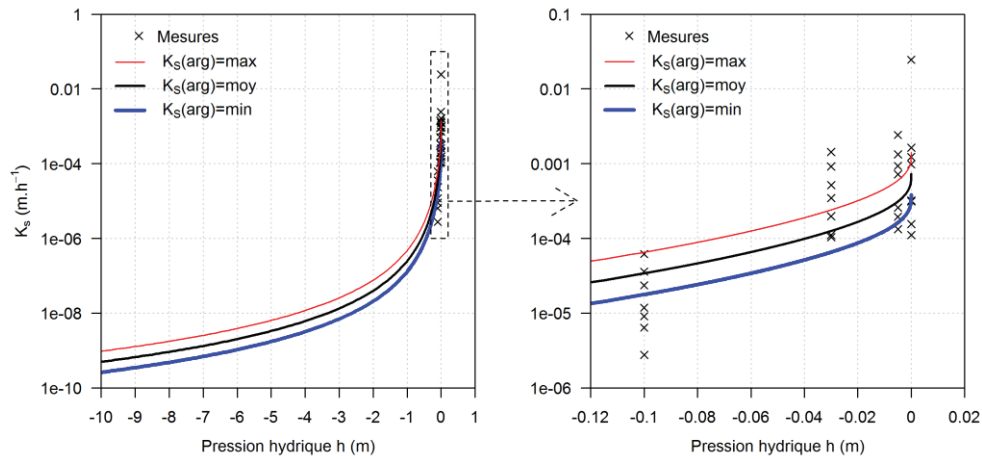 1
0.01
1e-04
1e-06
1e-08
1e-10
K_s (m.h⁻¹)
Mesures
K_S(arg)=max
K_S(arg)=moy
K_S(arg)=min
-10 -9 -8 -7 -6 -5 -4 -3 -2 -1 0 1
Pression hydrique h (m)
0.1
0.01
0.001
1e-04
1e-05
1e-06
Mesures
K_S(arg)=max
K_S(arg)=moy
K_S(arg)=min
-0.12 -0.1 -0.08 -0.06 -0.04 -0.02 0 0.02
Pression hydrique h (m)